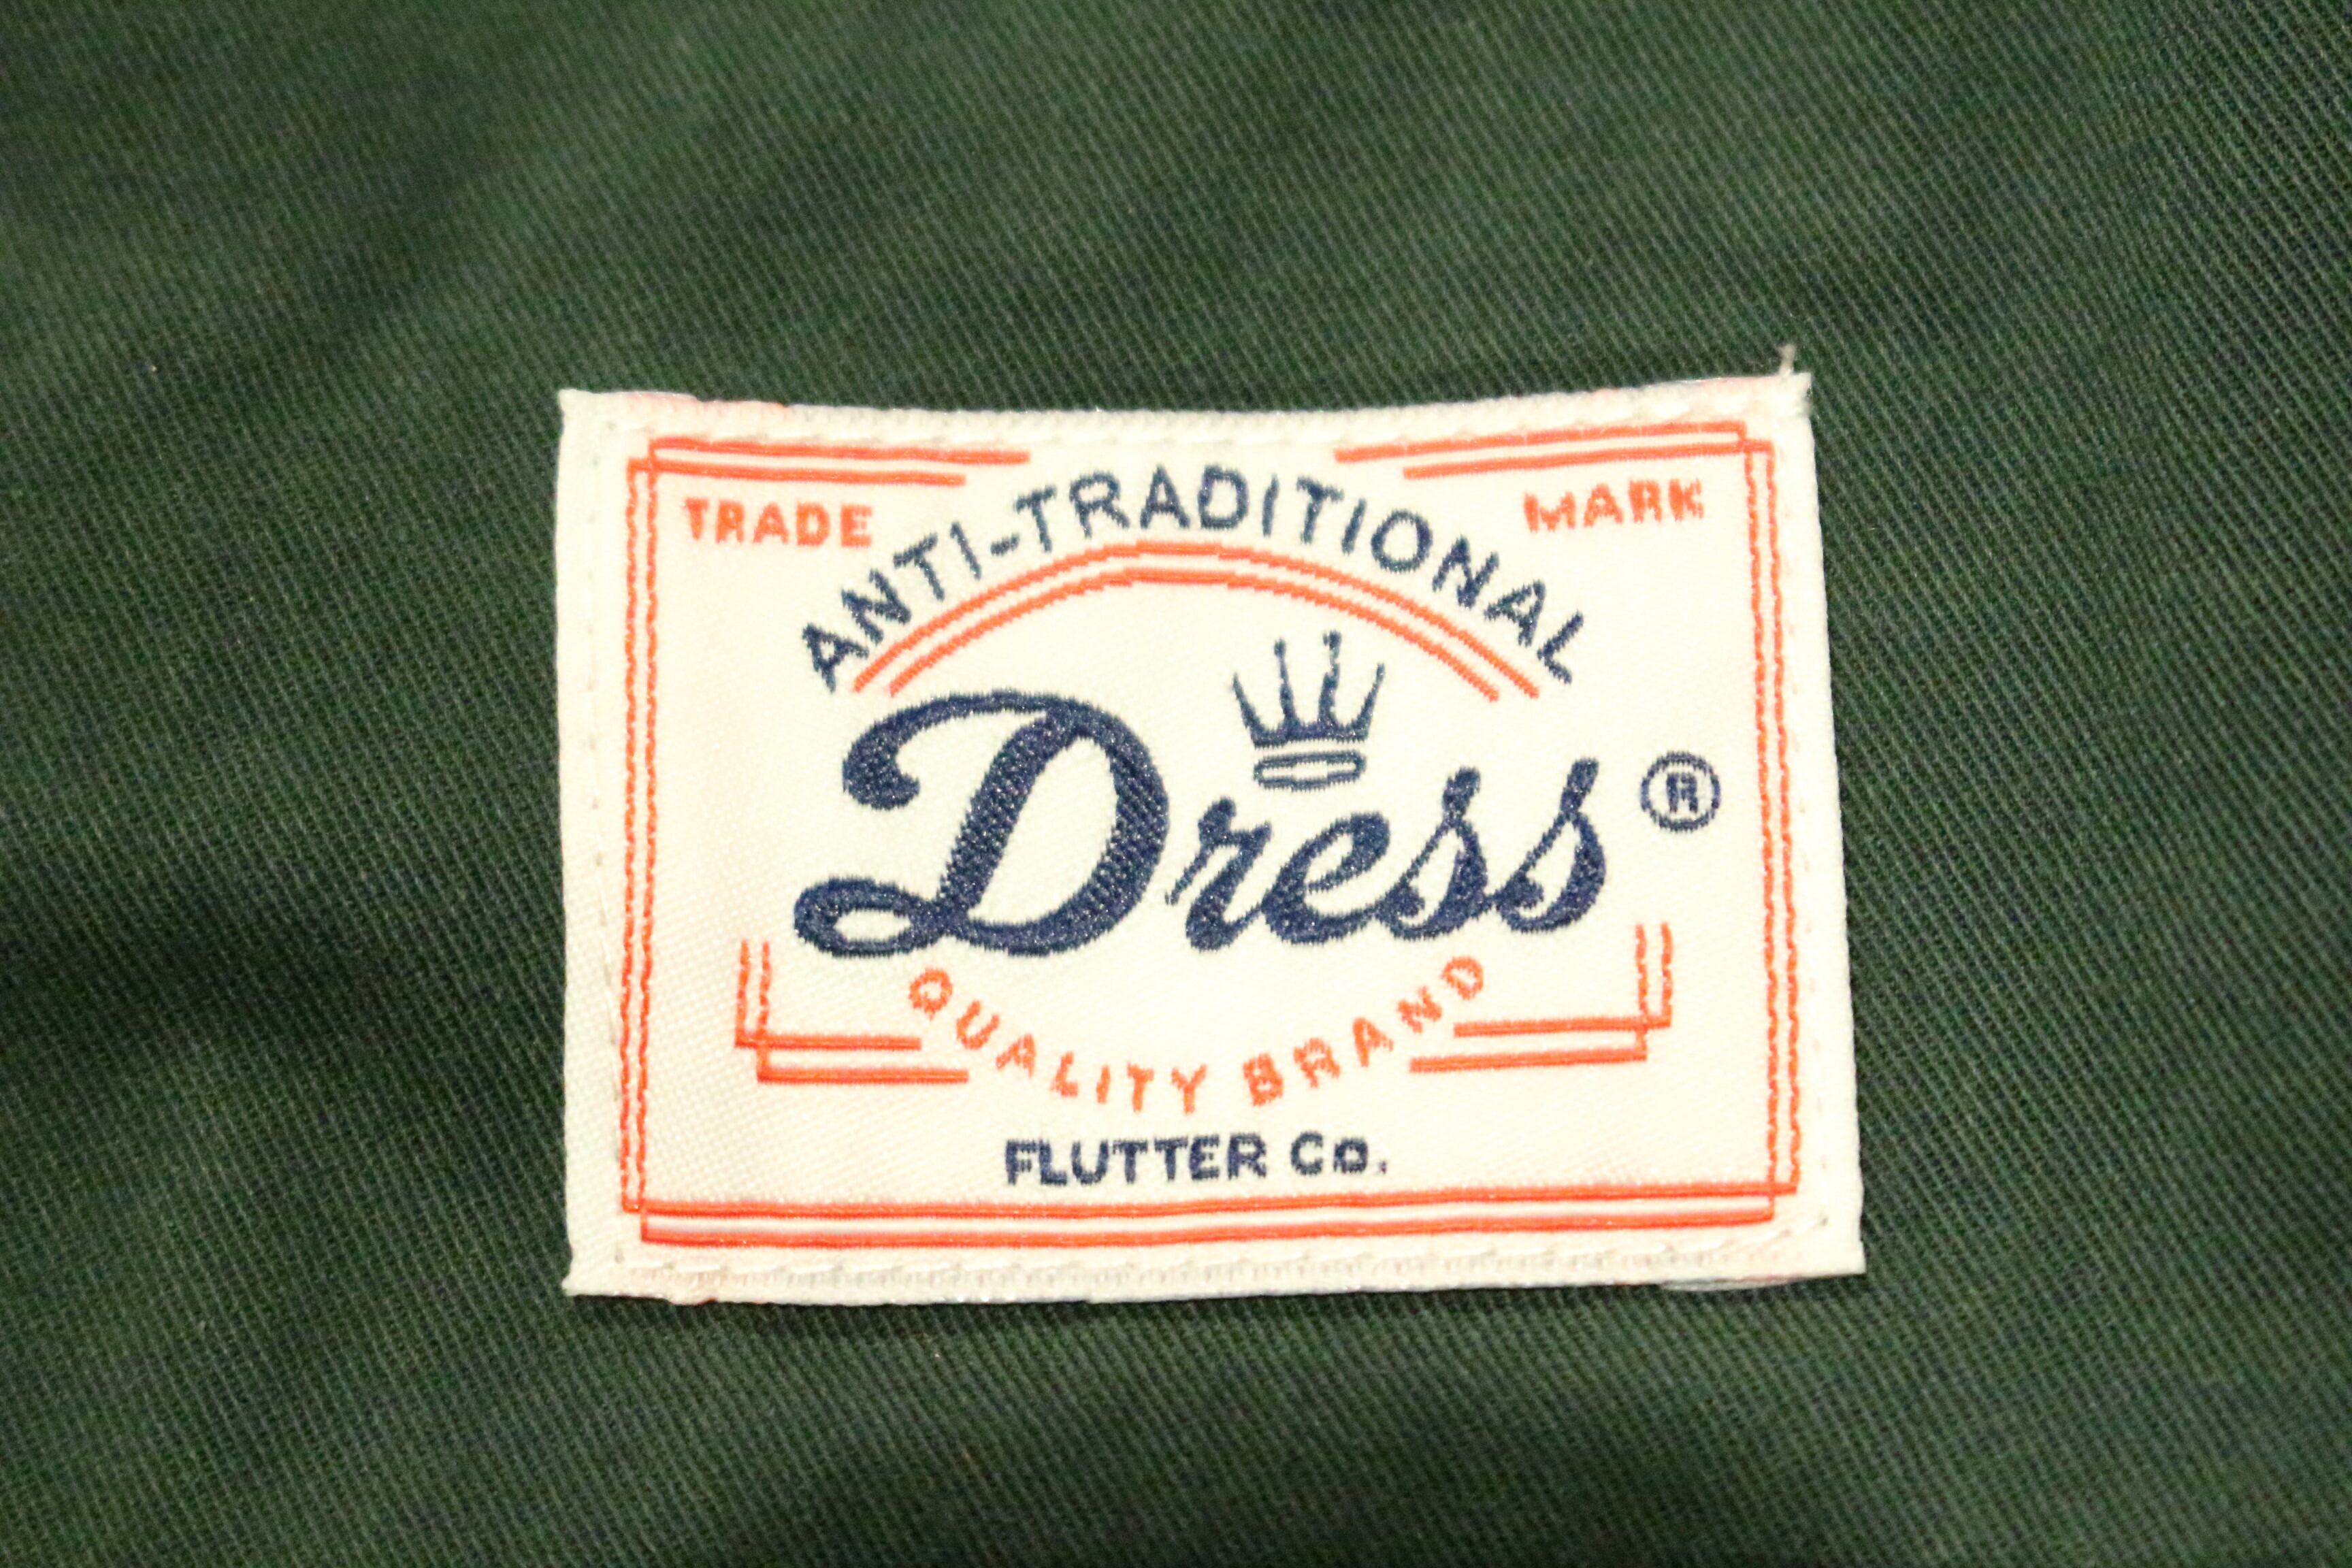 TRADE MARK
ANTI-TRADITIONAL
Dress ®
QUALITY BRAND
FLUTTER Co.